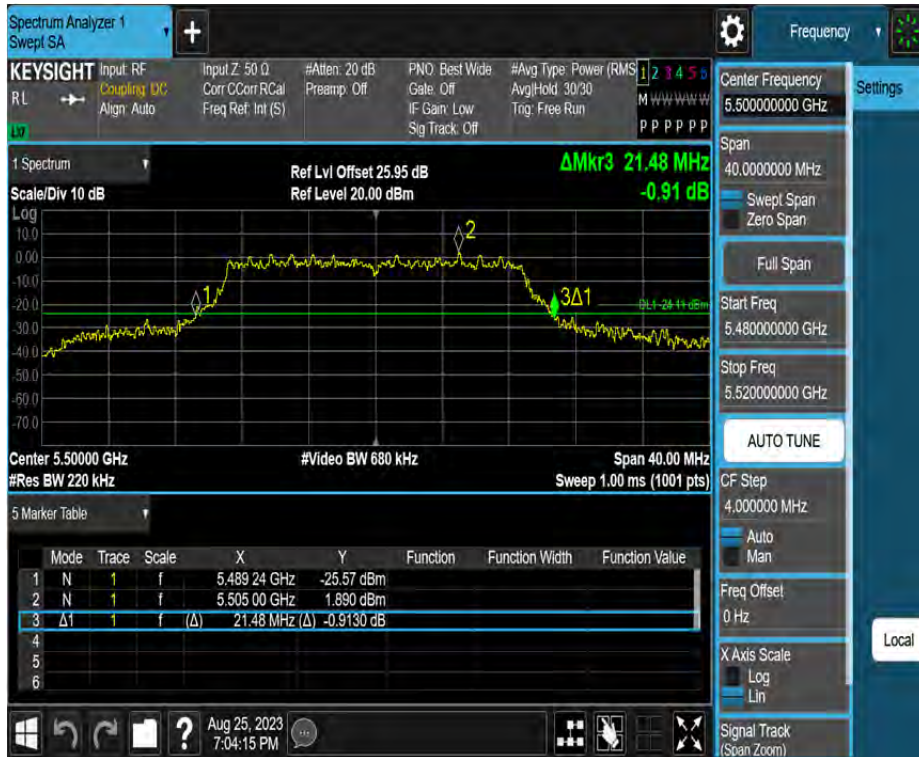 Spectrum Analyzer 1
Swept SA
+
Frequency
KEYSIGHT
RL
Input: RF
Coupling: DC
Align: Auto
Input Z: 50 Ω
Corr CCorr RCal
Freq Ref: Int (S)
#Atten: 20 dB
Preamp: Off
PNO: Best Wide
Gate: Off
IF Gain: Low
Sig Track: Off
#Avg Type: Power (RMS
Avg|Hold: 30/30
Trig: Free Run
1 2 3 4 5 6
M W W W W W
P P P P P P
1 Spectrum
Scale/Div 10 dB
Ref Lvl Offset 25.95 dB
Ref Level 20.00 dBm
ΔMkr3 21.48 MHz
-0.91 dB
Log
10.0
0.00
-10.0
-20.0
-30.0
-40.0
-50.0
-60.0
-70.0
1
2
3Δ1
DL1 -24.11 dBm
Center 5.50000 GHz
#Res BW 220 kHz
#Video BW 680 kHz
Span 40.00 MHz
Sweep 1.00 ms (1001 pts)
5 Marker Table
Mode Trace Scale X Y Function Function Width Function Value
1 N 1 f 5.489 24 GHz -25.57 dBm
2 N 1 f 5.505 00 GHz 1.890 dBm
3 Δ1 1 f (Δ) 21.48 MHz (Δ) -0.9130 dB
4
5
6
?
Aug 25, 2023
7:04:15 PM
Center Frequency
5.500000000 GHz
Span
40.0000000 MHz
Swept Span
Zero Span
Full Span
Start Freq
5.480000000 GHz
Stop Freq
5.520000000 GHz
AUTO TUNE
CF Step
4.000000 MHz
Auto
Man
Freq Offset
0 Hz
X Axis Scale
Log
Lin
Signal Track
(Span Zoom)
Settings
Local